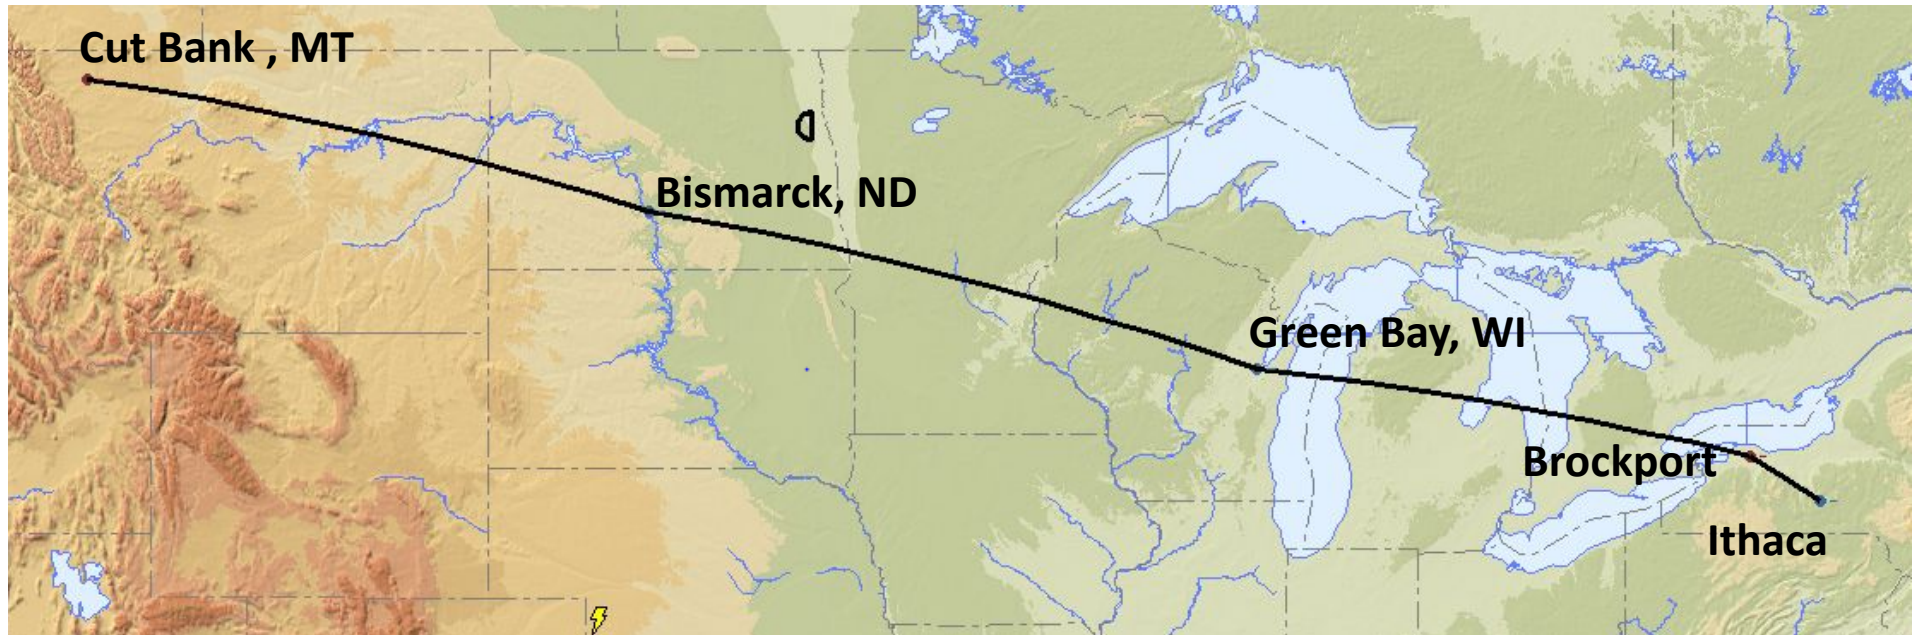 Cut Bank , MT
Bismarck, ND
Green Bay, WI
Brockport
Ithaca